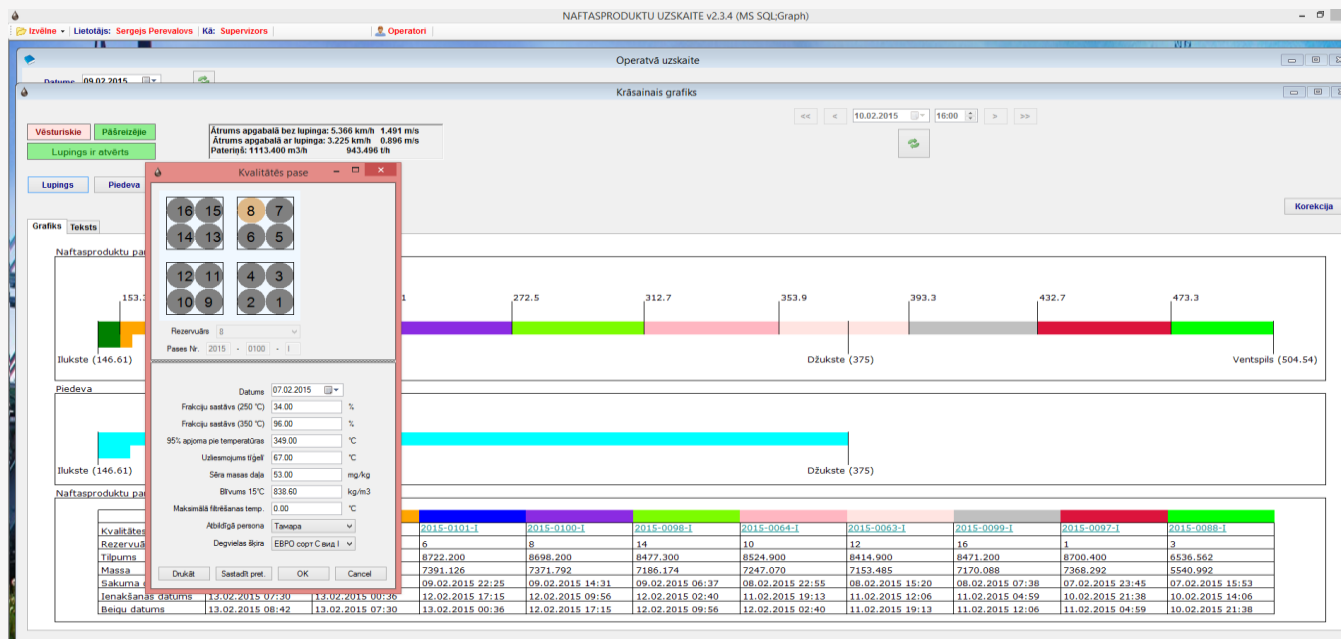 NAFTASPRODUKTU UZSKAITE v2.3.4 (MS SQL;Graph)
Izvēlne Lietotājs: Sergejs Perevalovs Kā: Supervizors Operatori
Operatvā uzskaite
Datums 09.02.2015
Krāsainais grafiks
<< < 10.02.2015 16:00 > >>
Vēsturiskie Pašreizējie
Lupings ir atvērts
Ātrums apgabalā bez lupinga: 5.366 km/h 1.491 m/s
Ātrums apgabalā ar lupinga: 3.225 km/h 0.896 m/s
Pateriņš: 1113.400 m3/h 943.496 t/h
Lupings Piedeva
Korekcija
Grafiks Teksts
Kvalitātēs pase
16 15 8 7
14 13 6 5
12 11 4 3
10 9 2 1
Rezervuārs 8
Pases Nr. 2015 - 0100 - I
Datums 07.02.2015
Frakciju sastāvs (250 °C) 34.00 %
Frakciju sastāvs (350 °C) 96.00 %
95% apjoma pie temperatūras 349.00 °C
Uzliesmojums tīģelī 67.00 °C
Sēra masas daļa 53.00 mg/kg
Blīvums 15°C 838.60 kg/m3
Maksimālā filtrēšanas temp. 0.00 °C
Atbildīgā persona Тамара
Degvielas šķira ЕВРО сорт С вид I
Drukāt Sastadīt pret. OK Cancel
Naftasproduktu
272.5 312.7 353.9 393.3 432.7 473.3
Ilukste (146.61) Džukste (375) Ventspils (504.54)
Piedeva
Ilukste (146.61) Džukste (375)
Naftasproduktu
2015-0101-I 2015-0100-I 2015-0098-I 2015-0064-I 2015-0063-I 2015-0099-I 2015-0097-I 2015-0088-I
6 8 14 10 12 16 1 3
Tilpums 8722.200 8698.200 8477.300 8524.900 8414.900 8471.200 8700.400 6536.562
Massa 7391.126 7371.792 7186.174 7247.070 7153.485 7170.088 7368.292 5540.992
Sakuma 09.02.2015 22:25 09.02.2015 14:31 09.02.2015 06:37 08.02.2015 22:55 08.02.2015 15:20 08.02.2015 07:38 07.02.2015 23:45 07.02.2015 15:53
Ienakšanas datums 13.02.2015 07:30 13.02.2015 00:36 12.02.2015 17:15 12.02.2015 09:56 12.02.2015 02:40 11.02.2015 19:13 11.02.2015 12:06 11.02.2015 04:59 10.02.2015 21:38 10.02.2015 14:06
Beigu datums 13.02.2015 08:42 13.02.2015 07:30 13.02.2015 00:36 12.02.2015 17:15 12.02.2015 09:56 12.02.2015 02:40 11.02.2015 19:13 11.02.2015 12:06 11.02.2015 04:59 10.02.2015 21:38